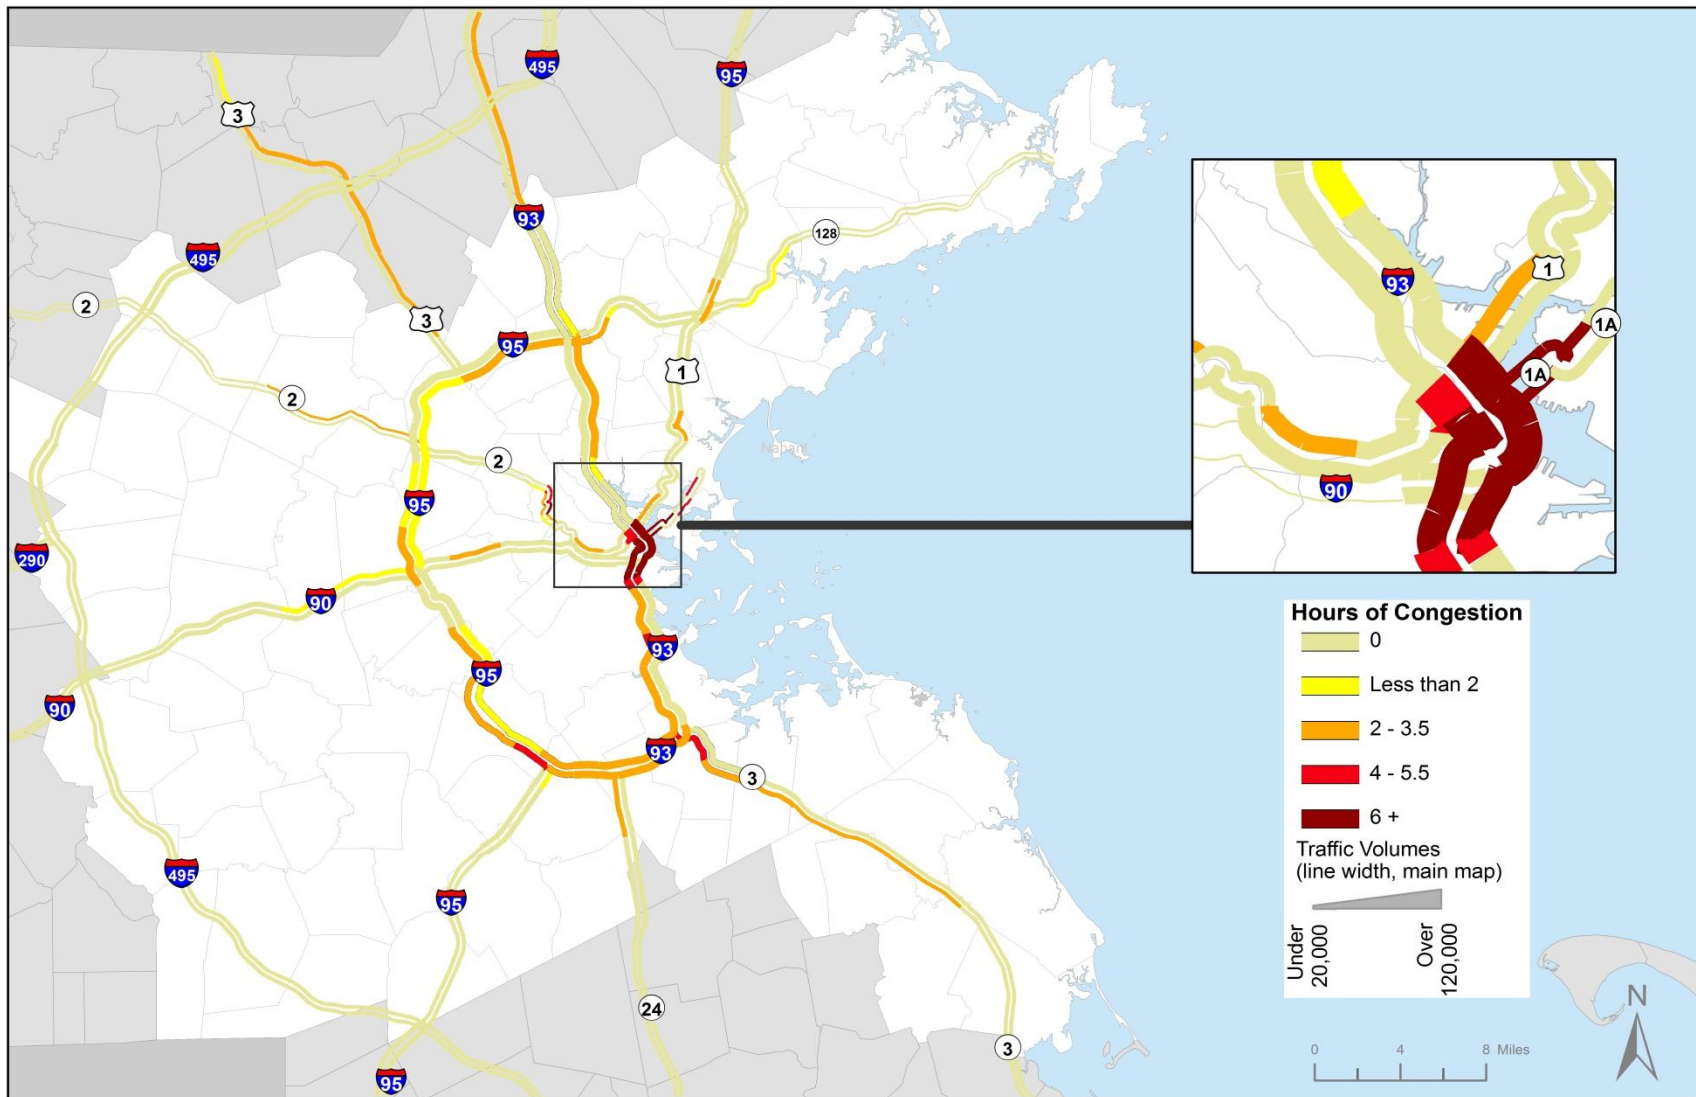 3
495
95
93
495
128
2
3
95
1
2
2
Nahant
95
290
90
93
95
90
93
3
495
95
24
3
95
1
93
1A
1A
90
Hours of Congestion
0
Less than 2
2 - 3.5
4 - 5.5
6 +
Traffic Volumes
(line width, main map)
Under
20,000
Over
120,000
N
0 4 8 Miles